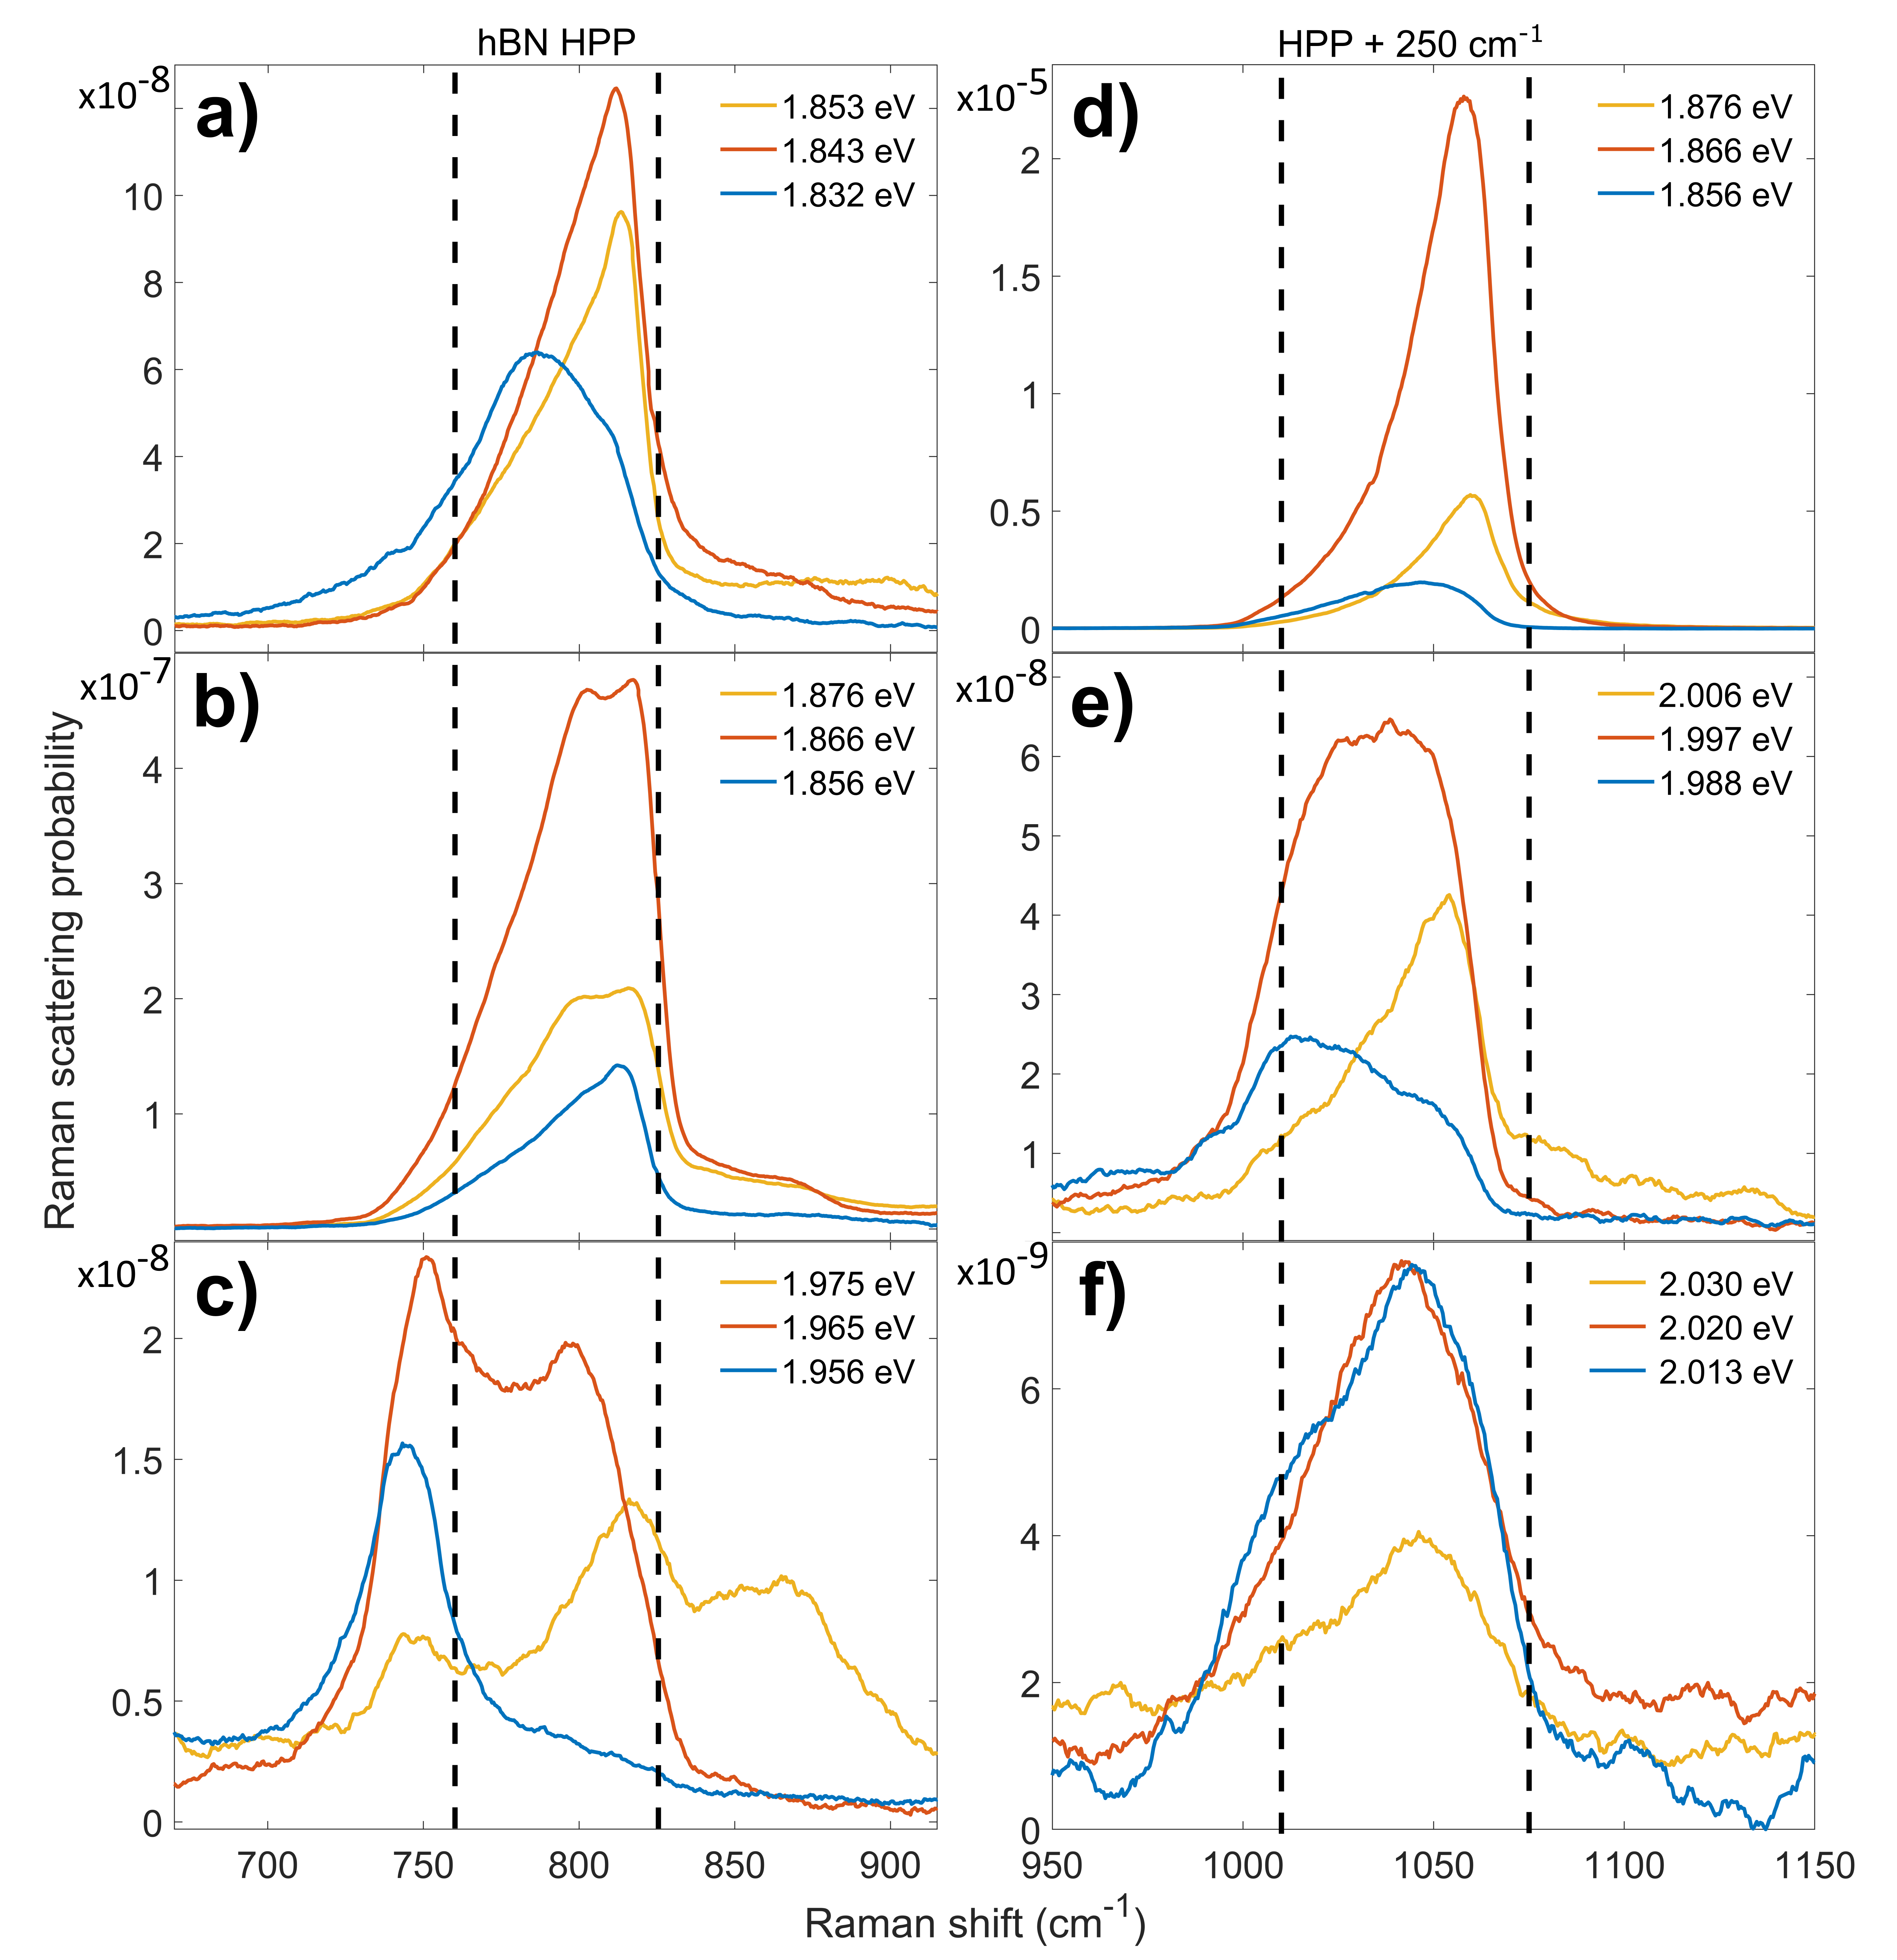 hBN HPP
HPP + 250 cm⁻¹
x10⁻⁸
a)
1.853 eV
1.843 eV
1.832 eV
10
8
6
4
2
0
x10⁻⁵
d)
1.876 eV
1.866 eV
1.856 eV
2
1.5
1
0.5
0
x10⁻⁷
b)
1.876 eV
1.866 eV
1.856 eV
4
3
2
1
x10⁻⁸
e)
2.006 eV
1.997 eV
1.988 eV
6
5
4
3
2
1
Raman scattering probability
x10⁻⁸
c)
1.975 eV
1.965 eV
1.956 eV
2
1.5
1
0.5
0
x10⁻⁹
f)
2.030 eV
2.020 eV
2.013 eV
6
4
2
0
700 750 800 850 900
950 1000 1050 1100 1150
Raman shift (cm⁻¹)